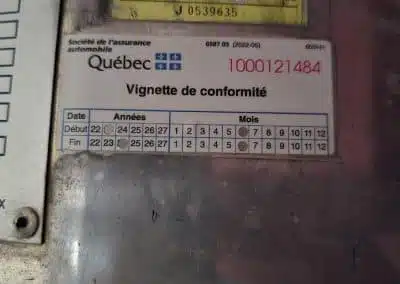 J 0539635
Société de l'assurance
automobile
Québec
6587 03 (2022-05)
1000121484
Vignette de conformité
Date Années Mois
Début 22 24 25 26 27 1 2 3 4 5 7 8 9 10 11 12
Fin 22 23 25 26 27 1 2 3 4 5 7 8 9 10 11 12
X